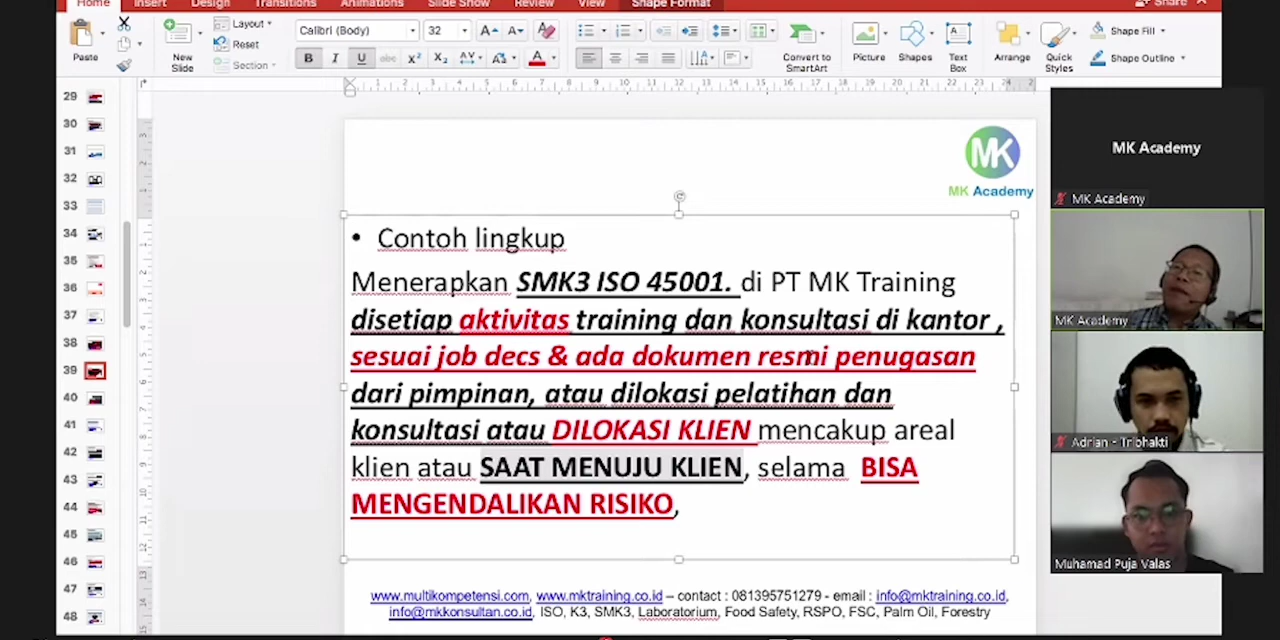 Home Insert Design Transitions Animations Slide Show Review View Shape Format Share
Paste
New Slide
Layout
Reset
Section
Calibri (Body) 32
B I U abc X² X₂ AV
Convert to SmartArt
Picture
Shapes
Text Box
Arrange
Quick Styles
Shape Fill
Shape Outline
29
30
31
32
33
34
35
36
37
38
39
40
41
42
43
44
45
46
47
48
MK
MK Academy
• Contoh lingkup
Menerapkan SMK3 ISO 45001. di PT MK Training
disetiap aktivitas training dan konsultasi di kantor ,
sesuai job decs & ada dokumen resmi penugasan
dari pimpinan, atau dilokasi pelatihan dan
konsultasi atau DILOKASI KLIEN mencakup areal
klien atau SAAT MENUJU KLIEN, selama BISA
MENGENDALIKAN RISIKO,
www.multikompetensi.com, www.mktraining.co.id – contact : 081395751279 - email : info@mktraining.co.id,
info@mkkonsultan.co.id, ISO, K3, SMK3, Laboratorium, Food Safety, RSPO, FSC, Palm Oil, Forestry
MK Academy
MK Academy
MK Academy
Adrian - Tribhakti
Muhamad Puja Valas